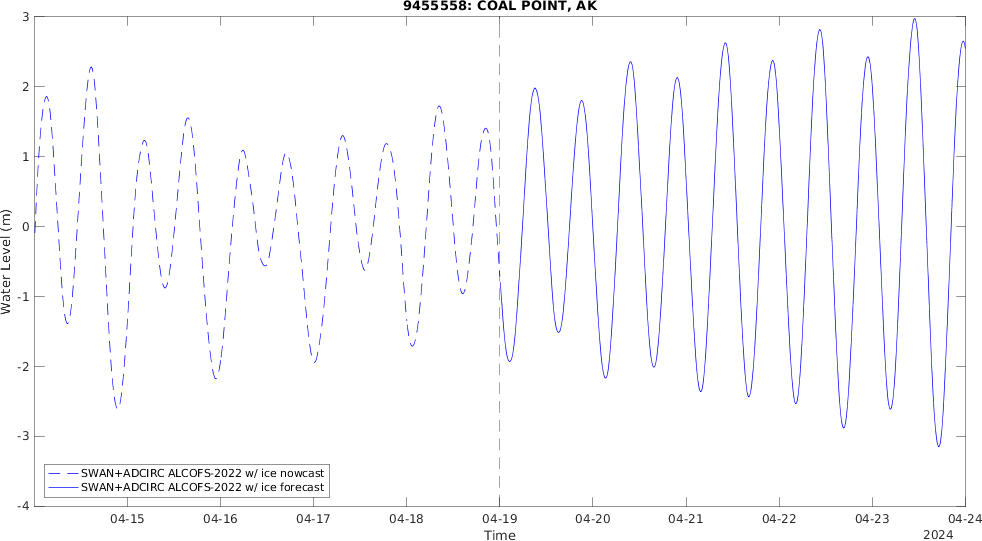 9455558: COAL POINT, AK
Water Level (m)
3
2
1
0
-1
-2
-3
-4
SWAN+ADCIRC ALCOFS-2022 w/ ice nowcast
SWAN+ADCIRC ALCOFS-2022 w/ ice forecast
04-15 04-16 04-17 04-18 04-19 04-20 04-21 04-22 04-23 04-24
Time
2024